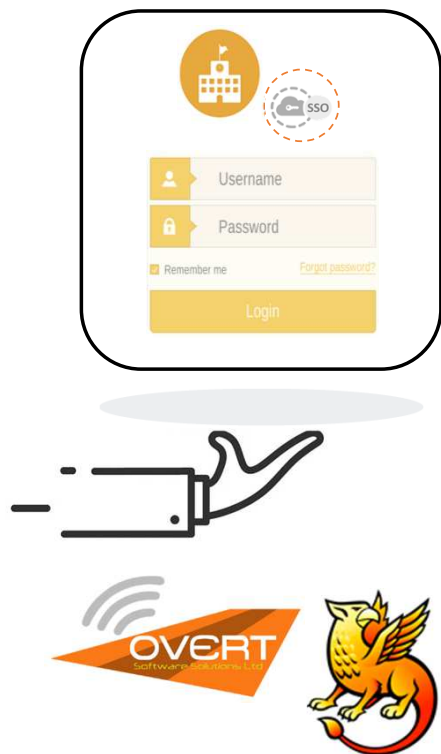 SSO
Username
Password
Remember me
Forgot password?
Login
OVERT
Software Solutions Ltd